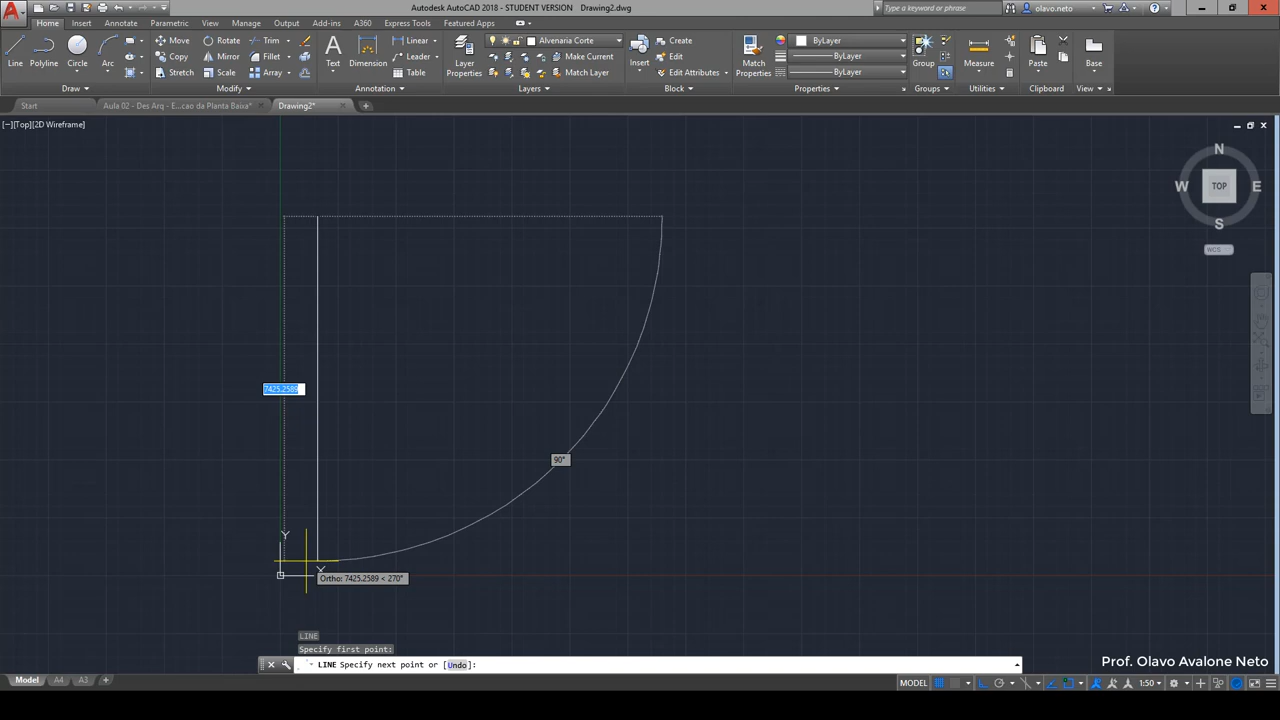 Autodesk AutoCAD 2018 - STUDENT VERSION Drawing2.dwg
Type a keyword or phrase
olavo.neto
Home Insert Annotate Parametric View Manage Output Add-ins A360 Express Tools Featured Apps
Line Polyline Circle Arc
Move Rotate Trim
Copy Mirror Fillet
Stretch Scale Array
Text Dimension
Linear
Leader
Table
Layer Properties
Alvenaria Corte
Make Current
Match Layer
Insert
Create
Edit
Edit Attributes
Match Properties
ByLayer
ByLayer
ByLayer
Group
Measure
Paste
Base
Draw Modify Annotation Layers Block Properties Groups Utilities Clipboard View
Start Aula 02 - Des Arq - E...cao da Planta Baixa* Drawing2*
[−][Top][2D Wireframe]
N
W TOP E
S
WCS
7425.2589
90°
Y
X
Ortho: 7425.2589 < 270°
LINE
Specify first point:
LINE Specify next point or [Undo]:
Prof. Olavo Avalone Neto
Model A4 A3
MODEL 1:50